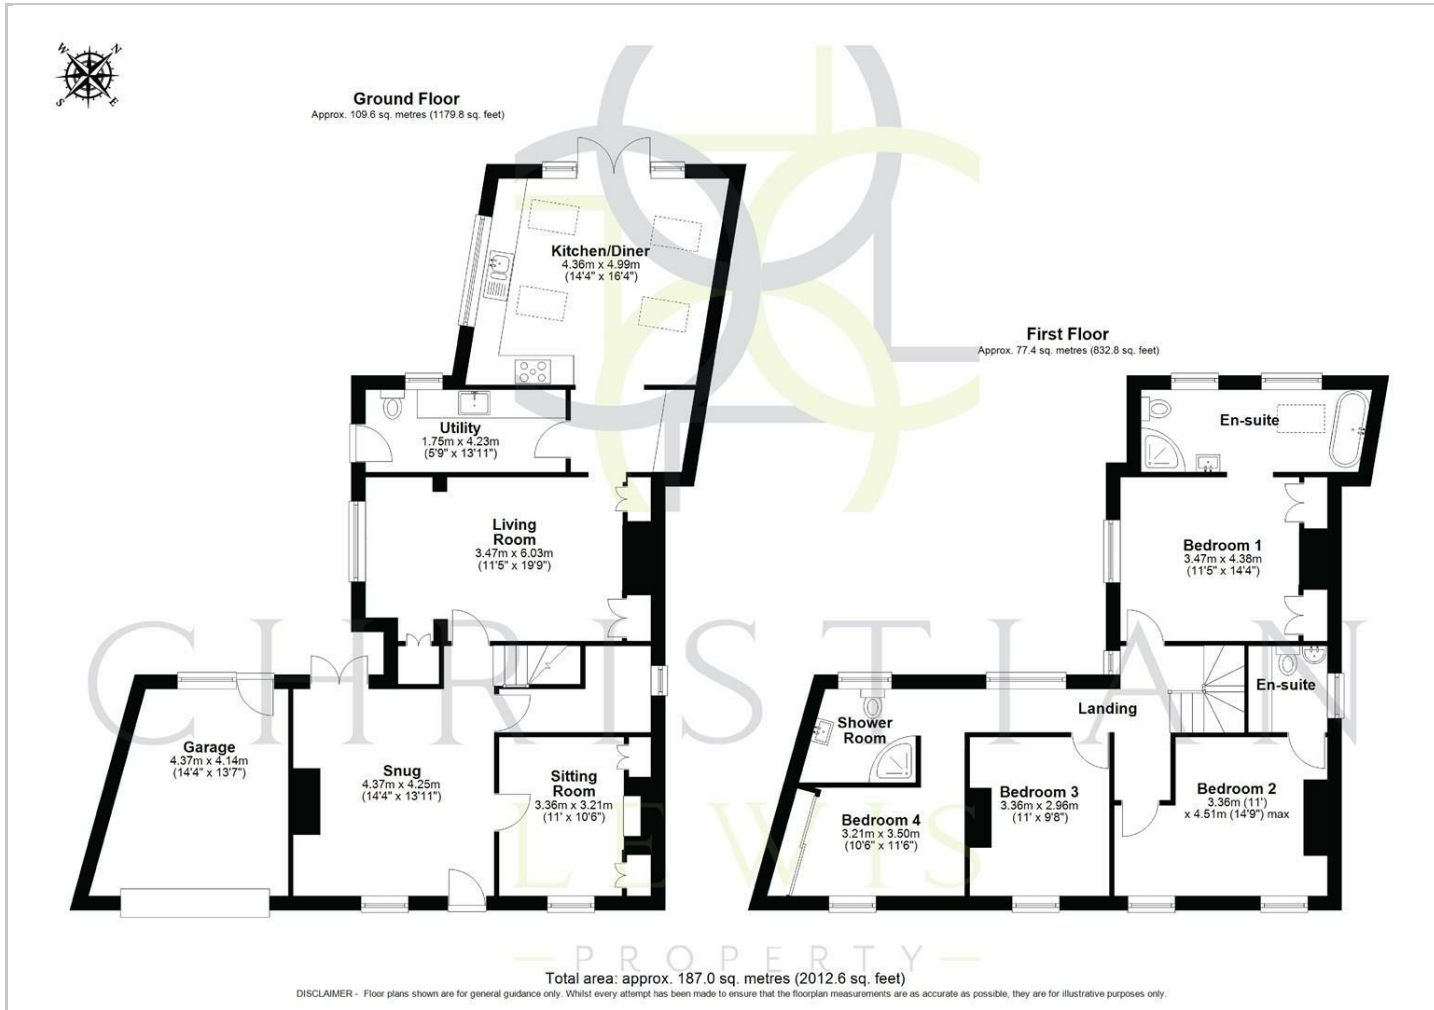 W N
S E
Ground Floor
Approx. 109.6 sq. metres (1179.8 sq. feet)
Kitchen/Diner
4.36m x 4.99m
(14'4" x 16'4")
Utility
1.75m x 4.23m
(5'9" x 13'11")
Living
Room
3.47m x 6.03m
(11'5" x 19'9")
Garage
4.37m x 4.14m
(14'4" x 13'7")
Snug
4.37m x 4.25m
(14'4" x 13'11")
Sitting
Room
3.36m x 3.21m
(11' x 10'6")
First Floor
Approx. 77.4 sq. metres (832.8 sq. feet)
En-suite
Bedroom 1
3.47m x 4.38m
(11'5" x 14'4")
En-suite
Landing
Shower
Room
Bedroom 2
3.36m (11')
x 4.51m (14'9") max
Bedroom 3
3.36m x 2.96m
(11' x 9'8")
Bedroom 4
3.21m x 3.50m
(10'6" x 11'6")
CHRISTIAN
LEWIS
PROPERTY
Total area: approx. 187.0 sq. metres (2012.6 sq. feet)
DISCLAIMER - Floor plans shown are for general guidance only. Whilst every attempt has been made to ensure that the floorplan measurements are as accurate as possible, they are for illustrative purposes only.